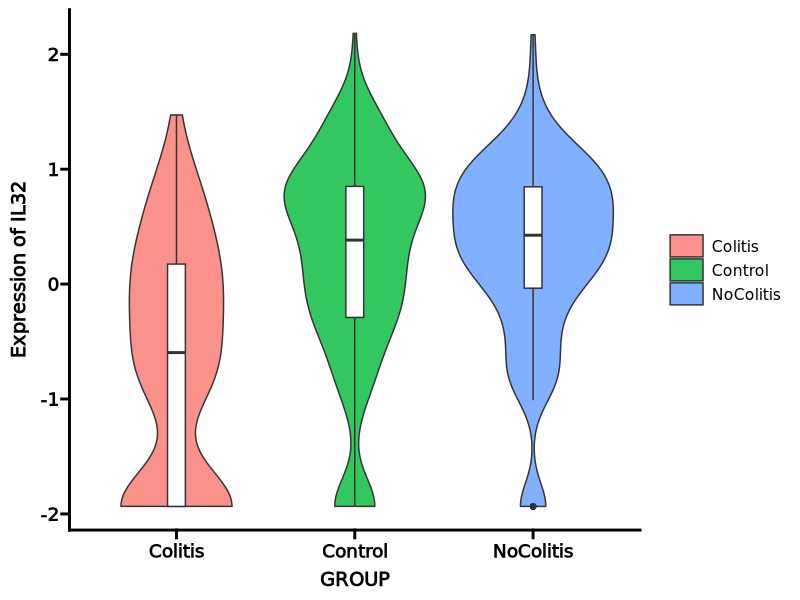 Expression of IL32
2
1
0
-1
-2
Colitis
Control
NoColitis
GROUP
Colitis
Control
NoColitis